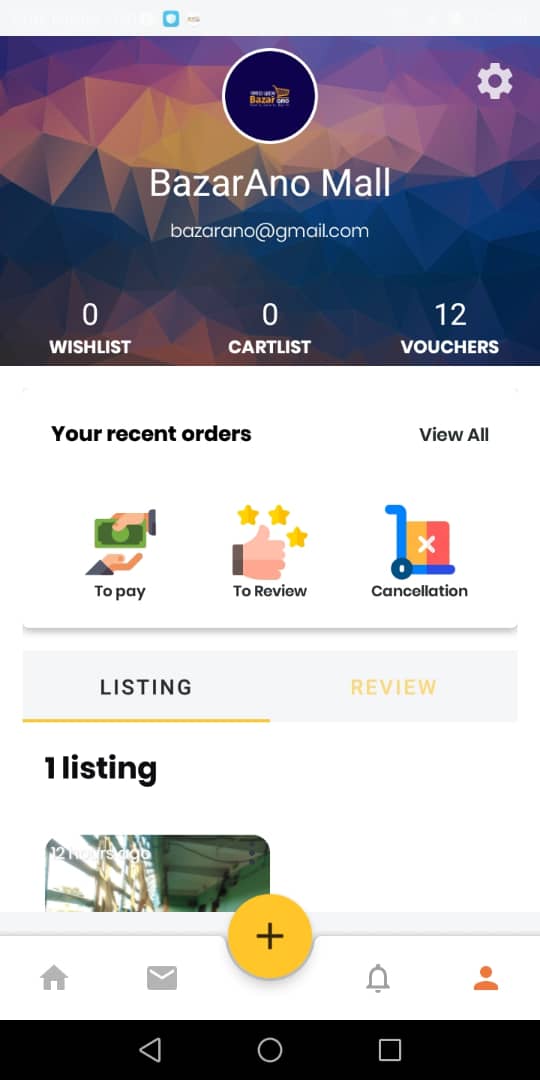 Bazar
BazarAno Mall
bazarano@gmail.com
0
0
12
WISHLIST
CARTLIST
VOUCHERS
Your recent orders
View All
To pay
To Review
Cancellation
LISTING
REVIEW
1 listing
12 hours ago